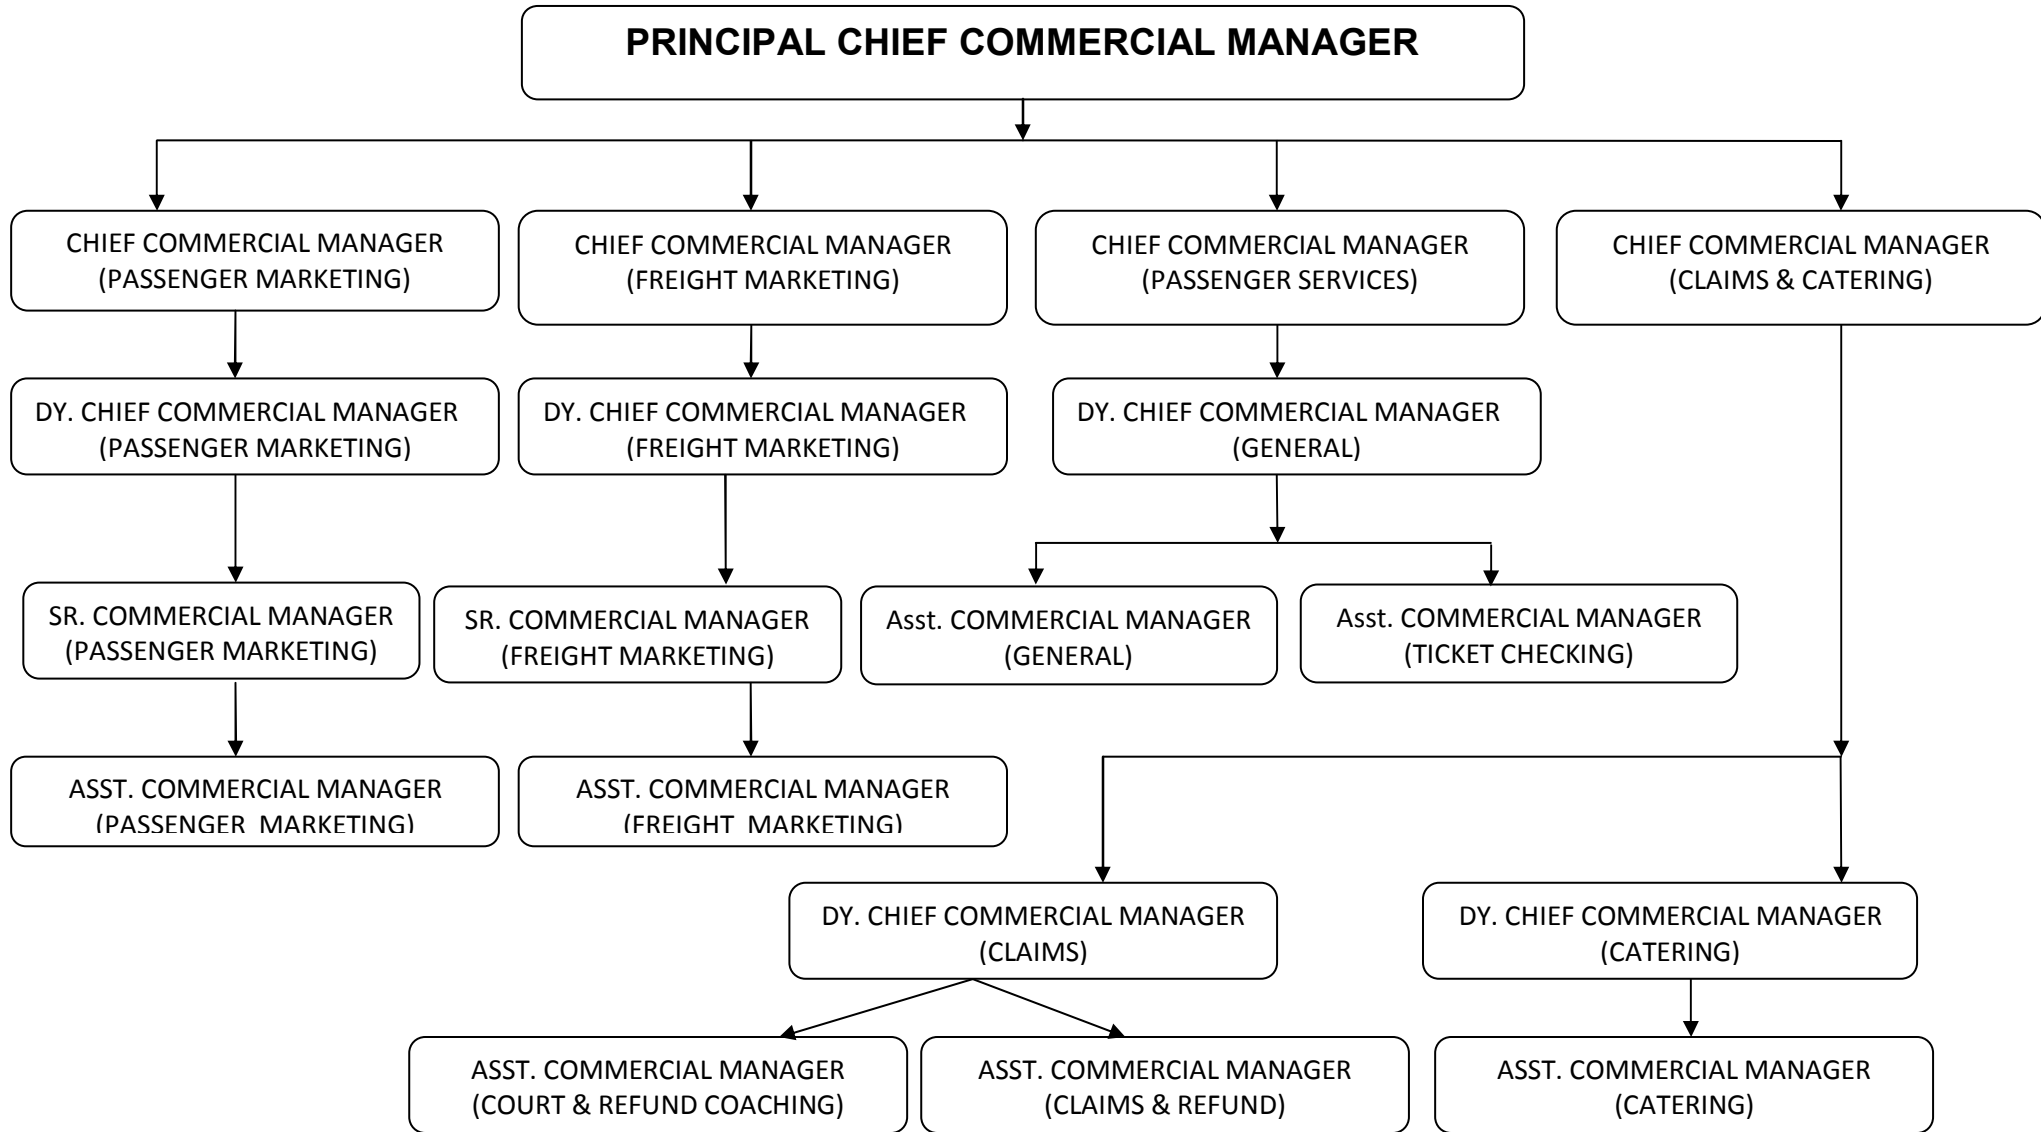 PRINCIPAL CHIEF COMMERCIAL MANAGER
CHIEF COMMERCIAL MANAGER
(PASSENGER MARKETING)
CHIEF COMMERCIAL MANAGER
(FREIGHT MARKETING)
CHIEF COMMERCIAL MANAGER
(PASSENGER SERVICES)
CHIEF COMMERCIAL MANAGER
(CLAIMS & CATERING)
DY. CHIEF COMMERCIAL MANAGER
(PASSENGER MARKETING)
DY. CHIEF COMMERCIAL MANAGER
(FREIGHT MARKETING)
DY. CHIEF COMMERCIAL MANAGER
(GENERAL)
SR. COMMERCIAL MANAGER
(PASSENGER MARKETING)
SR. COMMERCIAL MANAGER
(FREIGHT MARKETING)
Asst. COMMERCIAL MANAGER
(GENERAL)
Asst. COMMERCIAL MANAGER
(TICKET CHECKING)
ASST. COMMERCIAL MANAGER
(PASSENGER  MARKETING)
ASST. COMMERCIAL MANAGER
(FREIGHT  MARKETING)
DY. CHIEF COMMERCIAL MANAGER
(CLAIMS)
DY. CHIEF COMMERCIAL MANAGER
(CATERING)
ASST. COMMERCIAL MANAGER
(COURT & REFUND COACHING)
ASST. COMMERCIAL MANAGER
(CLAIMS & REFUND)
ASST. COMMERCIAL MANAGER
(CATERING)